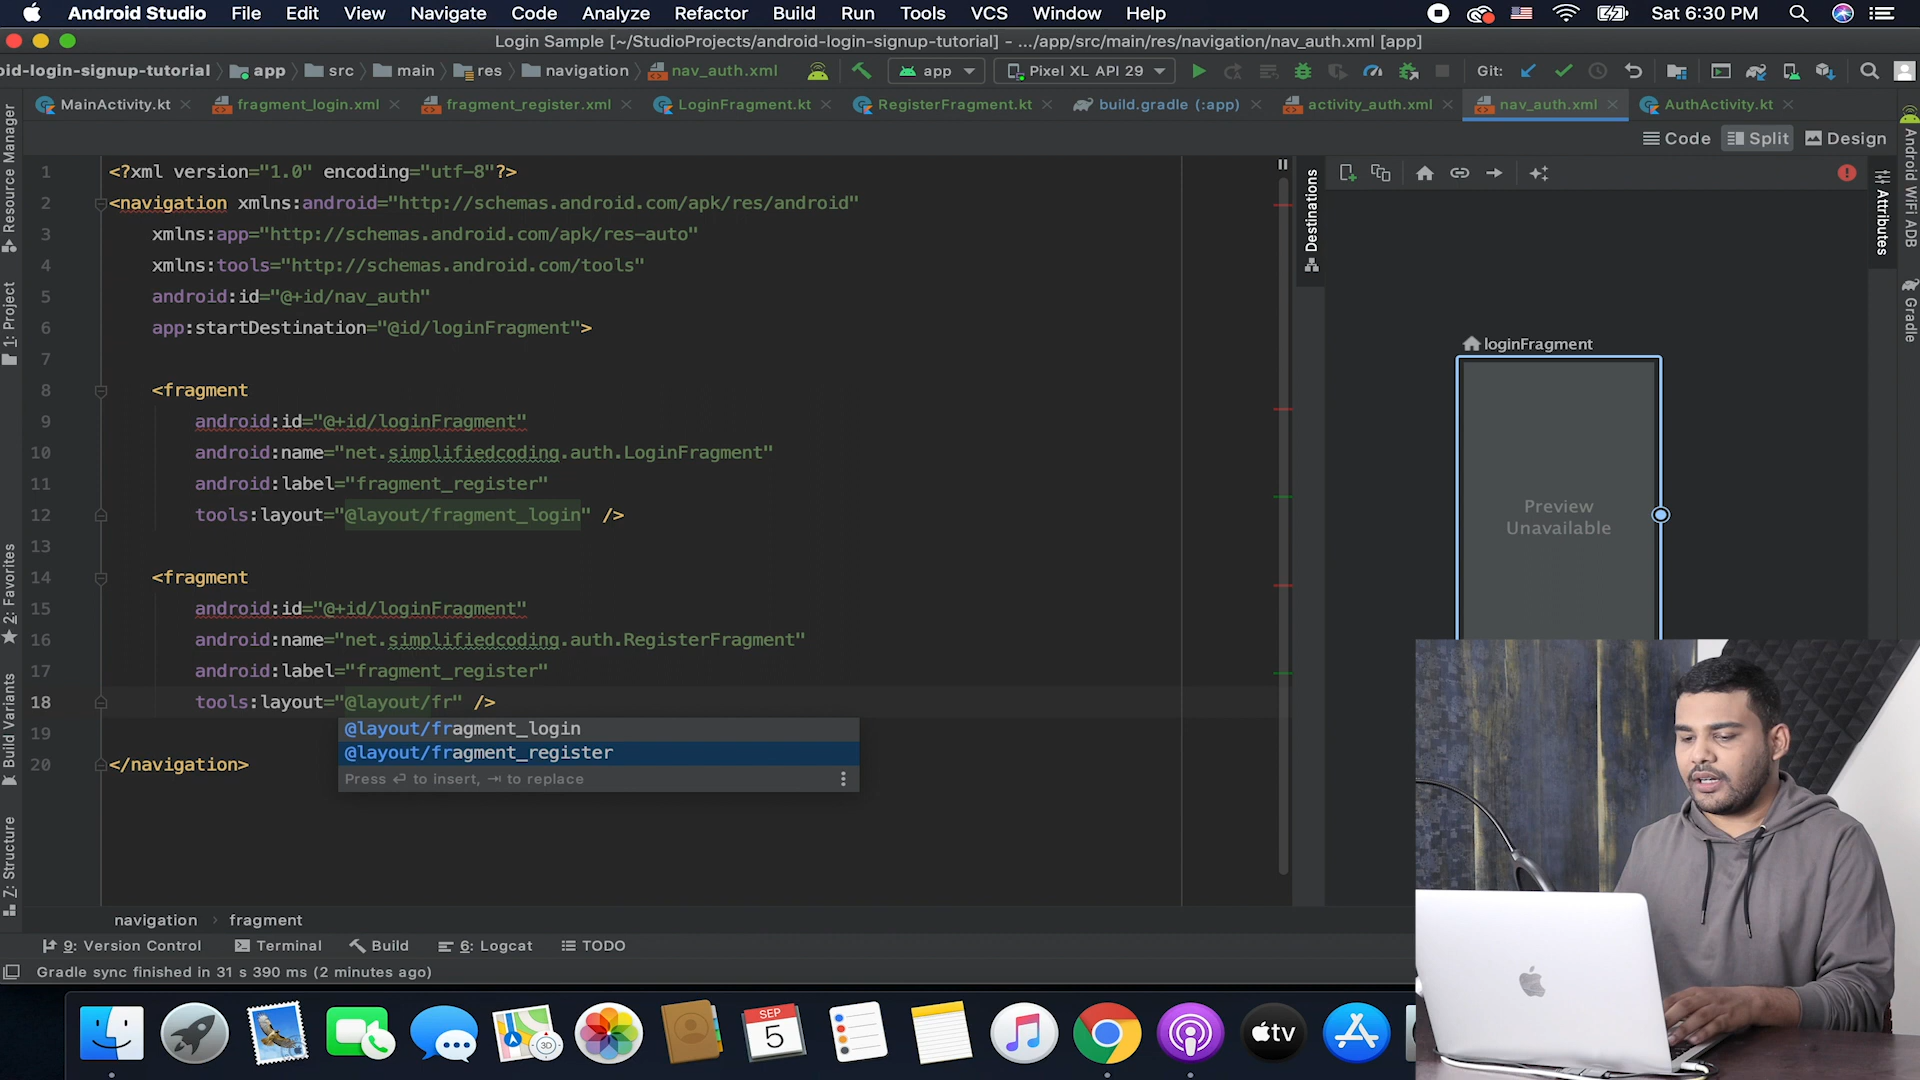 Android Studio File Edit View Navigate Code Analyze Refactor Build Run Tools VCS Window Help Sat 6:30 PM
Login Sample [~/StudioProjects/android-login-signup-tutorial] - .../app/src/main/res/navigation/nav_auth.xml [app]
oid-login-signup-tutorial app src main res navigation nav_auth.xml app Pixel XL API 29 Git:
MainActivity.kt fragment_login.xml fragment_register.xml LoginFragment.kt RegisterFragment.kt build.gradle (:app) activity_auth.xml nav_auth.xml AuthActivity.kt
Code Split Design
1 <?xml version="1.0" encoding="utf-8"?>
2 <navigation xmlns:android="http://schemas.android.com/apk/res/android"
3 xmlns:app="http://schemas.android.com/apk/res-auto"
4 xmlns:tools="http://schemas.android.com/tools"
5 android:id="@+id/nav_auth"
6 app:startDestination="@id/loginFragment">
7
8 <fragment
9 android:id="@+id/loginFragment"
10 android:name="net.simplifiedcoding.auth.LoginFragment"
11 android:label="fragment_register"
12 tools:layout="@layout/fragment_login" />
13
14 <fragment
15 android:id="@+id/loginFragment"
16 android:name="net.simplifiedcoding.auth.RegisterFragment"
17 android:label="fragment_register"
18 tools:layout="@layout/fr" />
19
20 </navigation>
@layout/fragment_login
@layout/fragment_register
Press ⏎ to insert, ⇥ to replace
Resource Manager
1: Project
2: Favorites
Build Variants
7: Structure
Destinations
loginFragment
Preview
Unavailable
Attributes
Android WiFi ADB
Gradle
navigation › fragment
9: Version Control Terminal Build 6: Logcat TODO
Gradle sync finished in 31 s 390 ms (2 minutes ago)
SEP
5
3D
tv